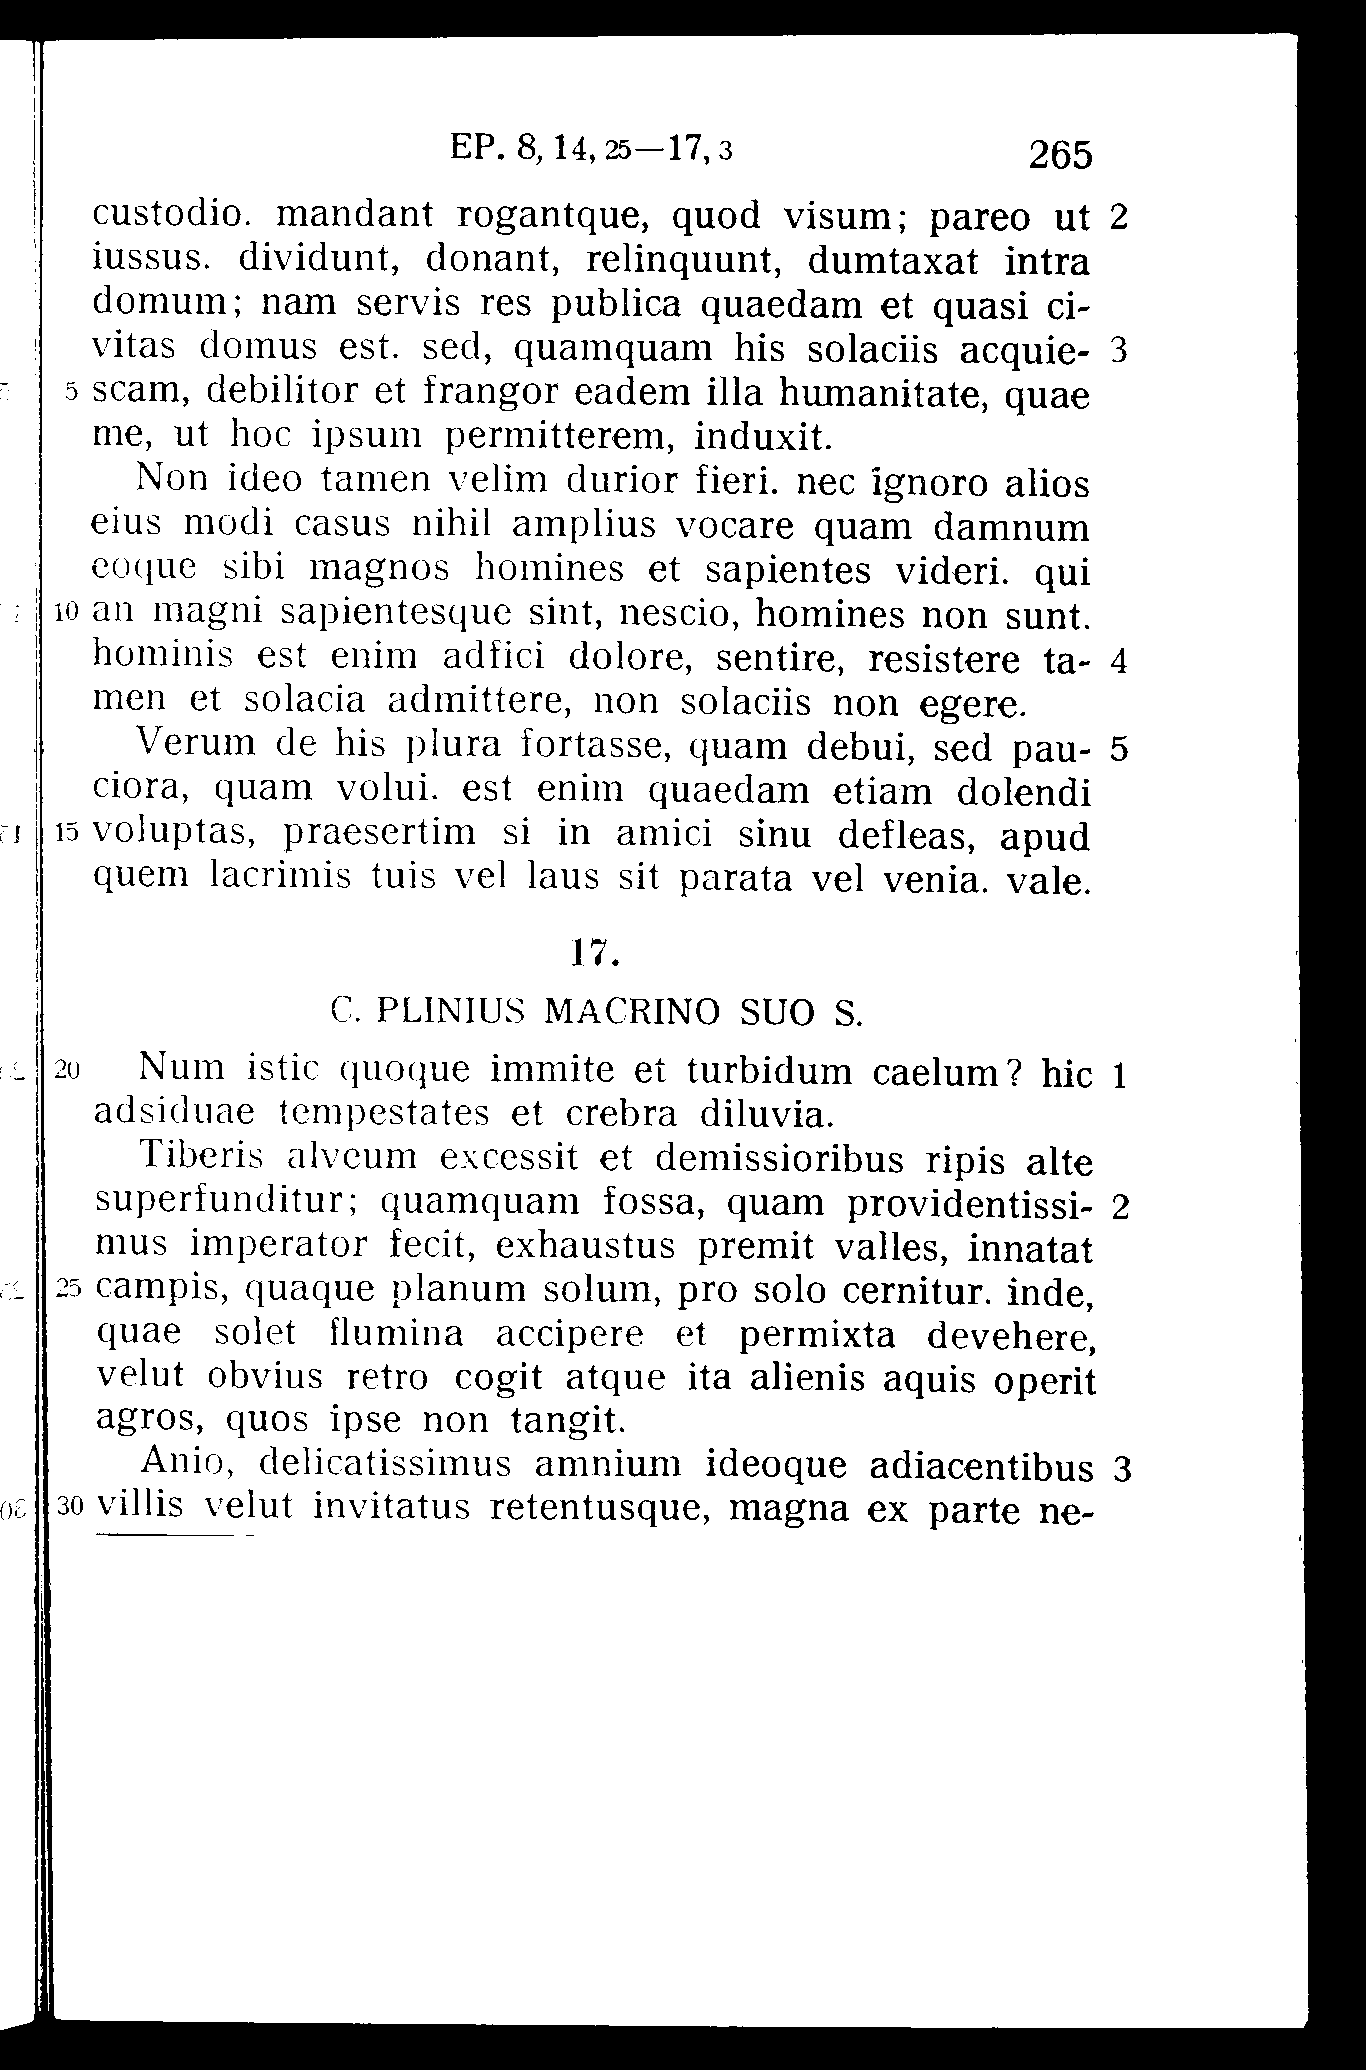 EP. 8, 14, 25—17, 3 265
custodio. mandant rogantque, quod visum; pareo ut 2
iussus. dividunt, donant, relinquunt, dumtaxat intra
domum; nam servis res publica quaedam et quasi ci-
vitas domus est. sed, quamquam his solaciis acquie- 3
5 scam, debilitor et frangor eadem illa humanitate, quae
me, ut hoc ipsum permitterem, induxit.
Non ideo tamen velim durior fieri. nec ignoro alios
eius modi casus nihil amplius vocare quam damnum
eoque sibi magnos homines et sapientes videri. qui
10 an magni sapientesque sint, nescio, homines non sunt.
hominis est enim adfici dolore, sentire, resistere ta- 4
men et solacia admittere, non solaciis non egere.
Verum de his plura fortasse, quam debui, sed pau- 5
ciora, quam volui. est enim quaedam etiam dolendi
15 voluptas, praesertim si in amici sinu defleas, apud
quem lacrimis tuis vel laus sit parata vel venia. vale.
17.
C. PLINIUS MACRINO SUO S.
20 Num istic quoque immite et turbidum caelum? hic 1
adsiduae tempestates et crebra diluvia.
Tiberis alveum excessit et demissioribus ripis alte
superfunditur; quamquam fossa, quam providentissi- 2
mus imperator fecit, exhaustus premit valles, innatat
25 campis, quaque planum solum, pro solo cernitur. inde,
quae solet flumina accipere et permixta devehere,
velut obvius retro cogit atque ita alienis aquis operit
agros, quos ipse non tangit.
Anio, delicatissimus amnium ideoque adiacentibus 3
30 villis velut invitatus retentusque, magna ex parte ne-